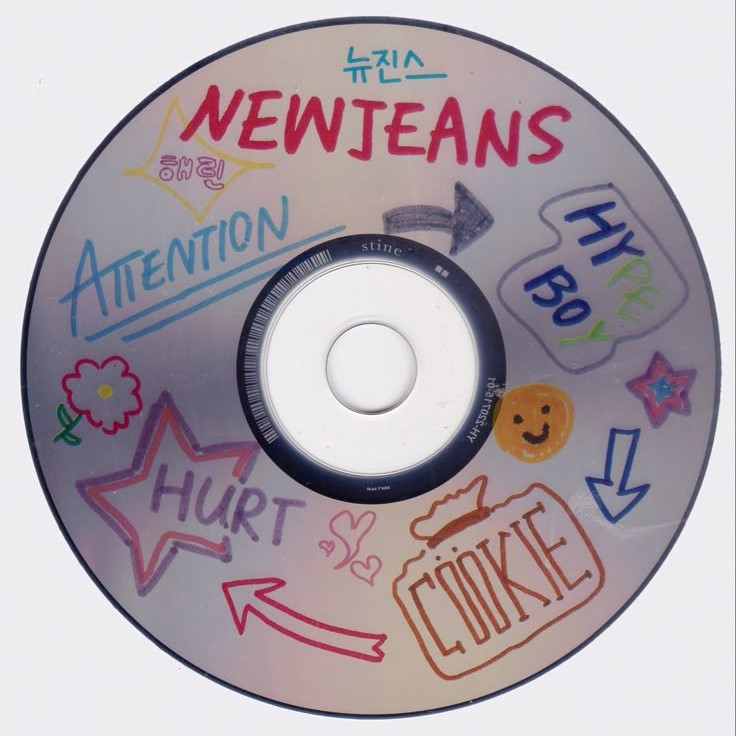 뉴진스
NEWJEANS
해린
ATTENTION
HYPE
BOY
HURT
COOKIE
stine